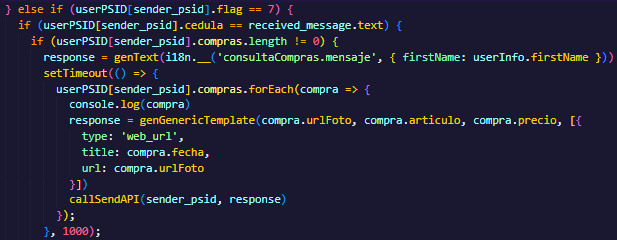 } else if (userPSID[sender_psid].flag == 7) {
  if (userPSID[sender_psid].cedula == received_message.text) {
    if (userPSID[sender_psid].compras.length != 0) {
      response = genText(i18n.__('consultaCompras.mensaje', { firstName: userInfo.firstName }))
      setTimeout(() => {
        userPSID[sender_psid].compras.forEach(compra => {
          console.log(compra)
          response = genGenericTemplate(compra.urlFoto, compra.articulo, compra.precio, [{
            type: 'web_url',
            title: compra.fecha,
            url: compra.urlFoto
          }])
          callSendAPI(sender_psid, response)
        });
      }, 1000);